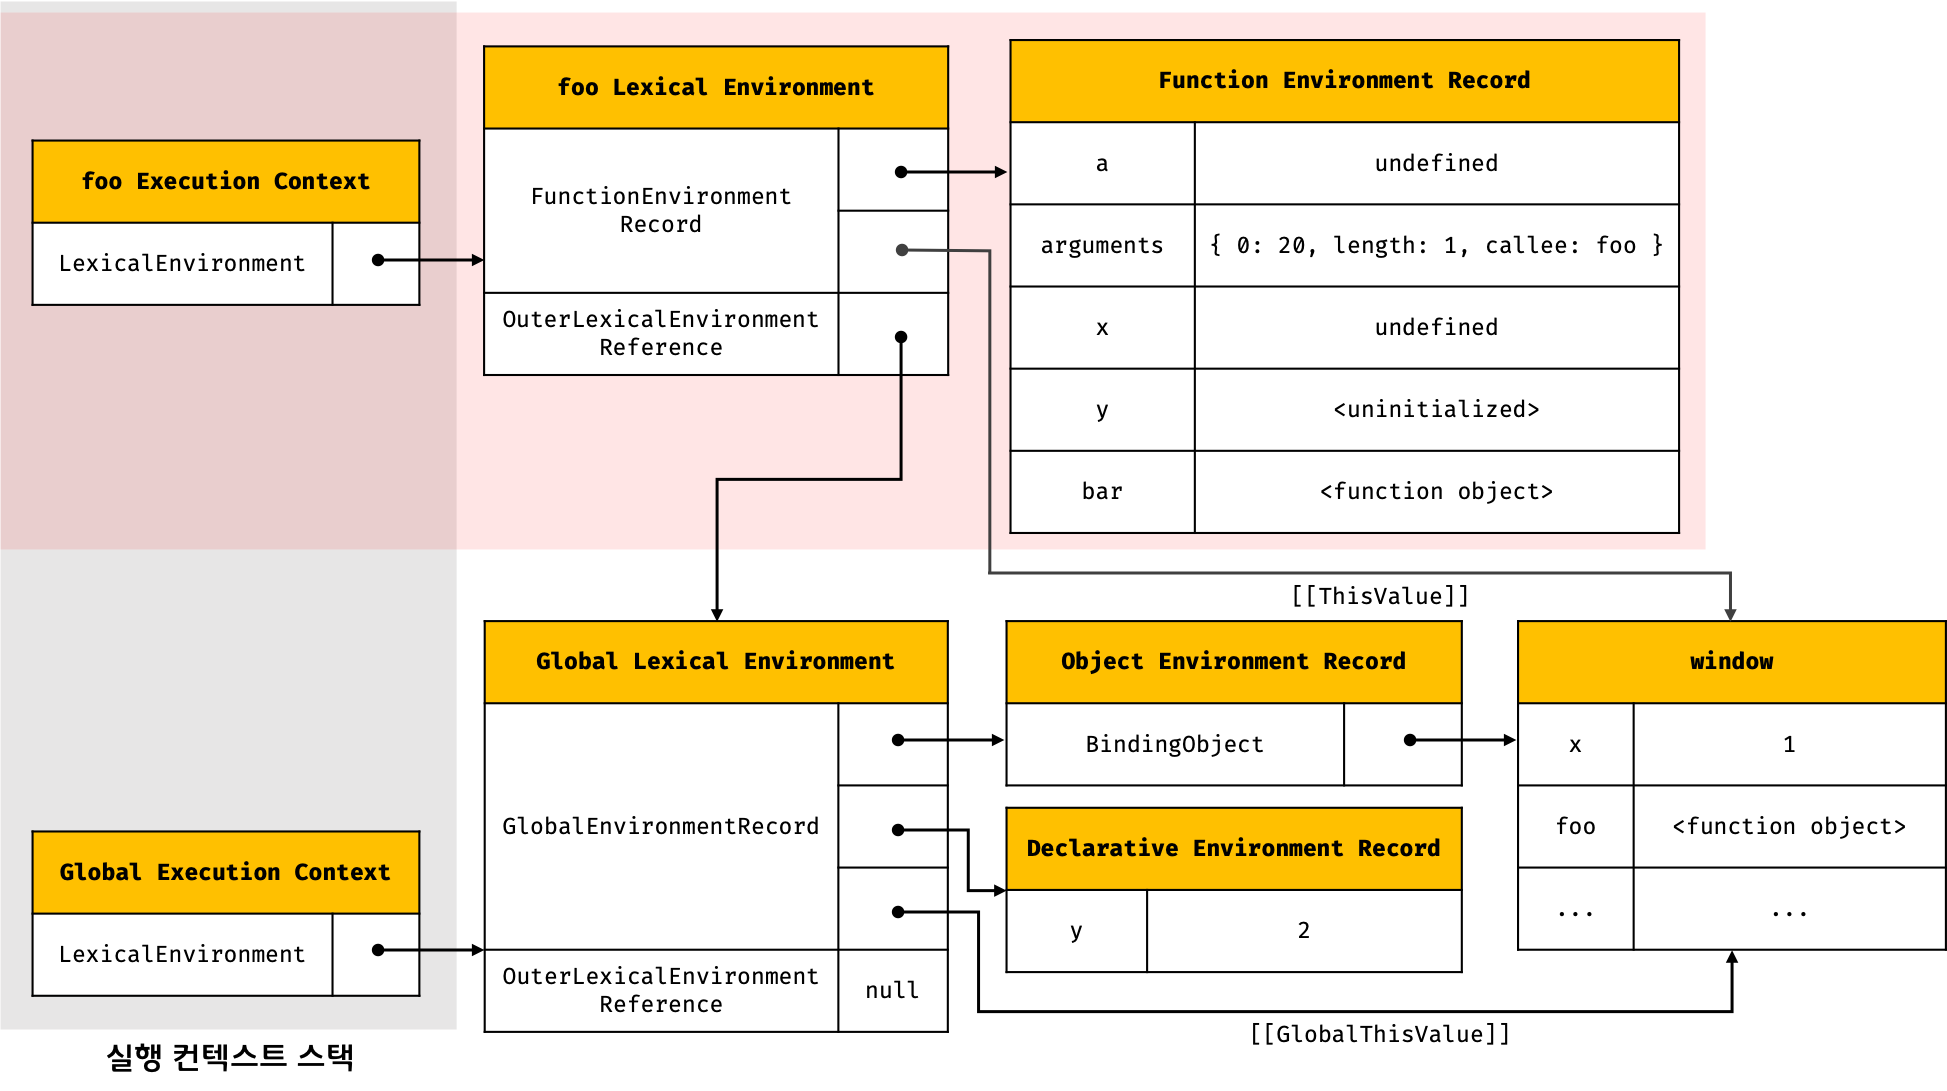 foo Execution Context
LexicalEnvironment
foo Lexical Environment
FunctionEnvironment
Record
OuterLexicalEnvironment
Reference
Function Environment Record
a undefined
arguments { 0: 20, length: 1, callee: foo }
x undefined
y <uninitialized>
bar <function object>
[[ThisValue]]
Global Execution Context
LexicalEnvironment
Global Lexical Environment
GlobalEnvironmentRecord
OuterLexicalEnvironment
Reference
null
Object Environment Record
BindingObject
Declarative Environment Record
y 2
window
x 1
foo <function object>
... ...
[[GlobalThisValue]]
실행 컨텍스트 스택